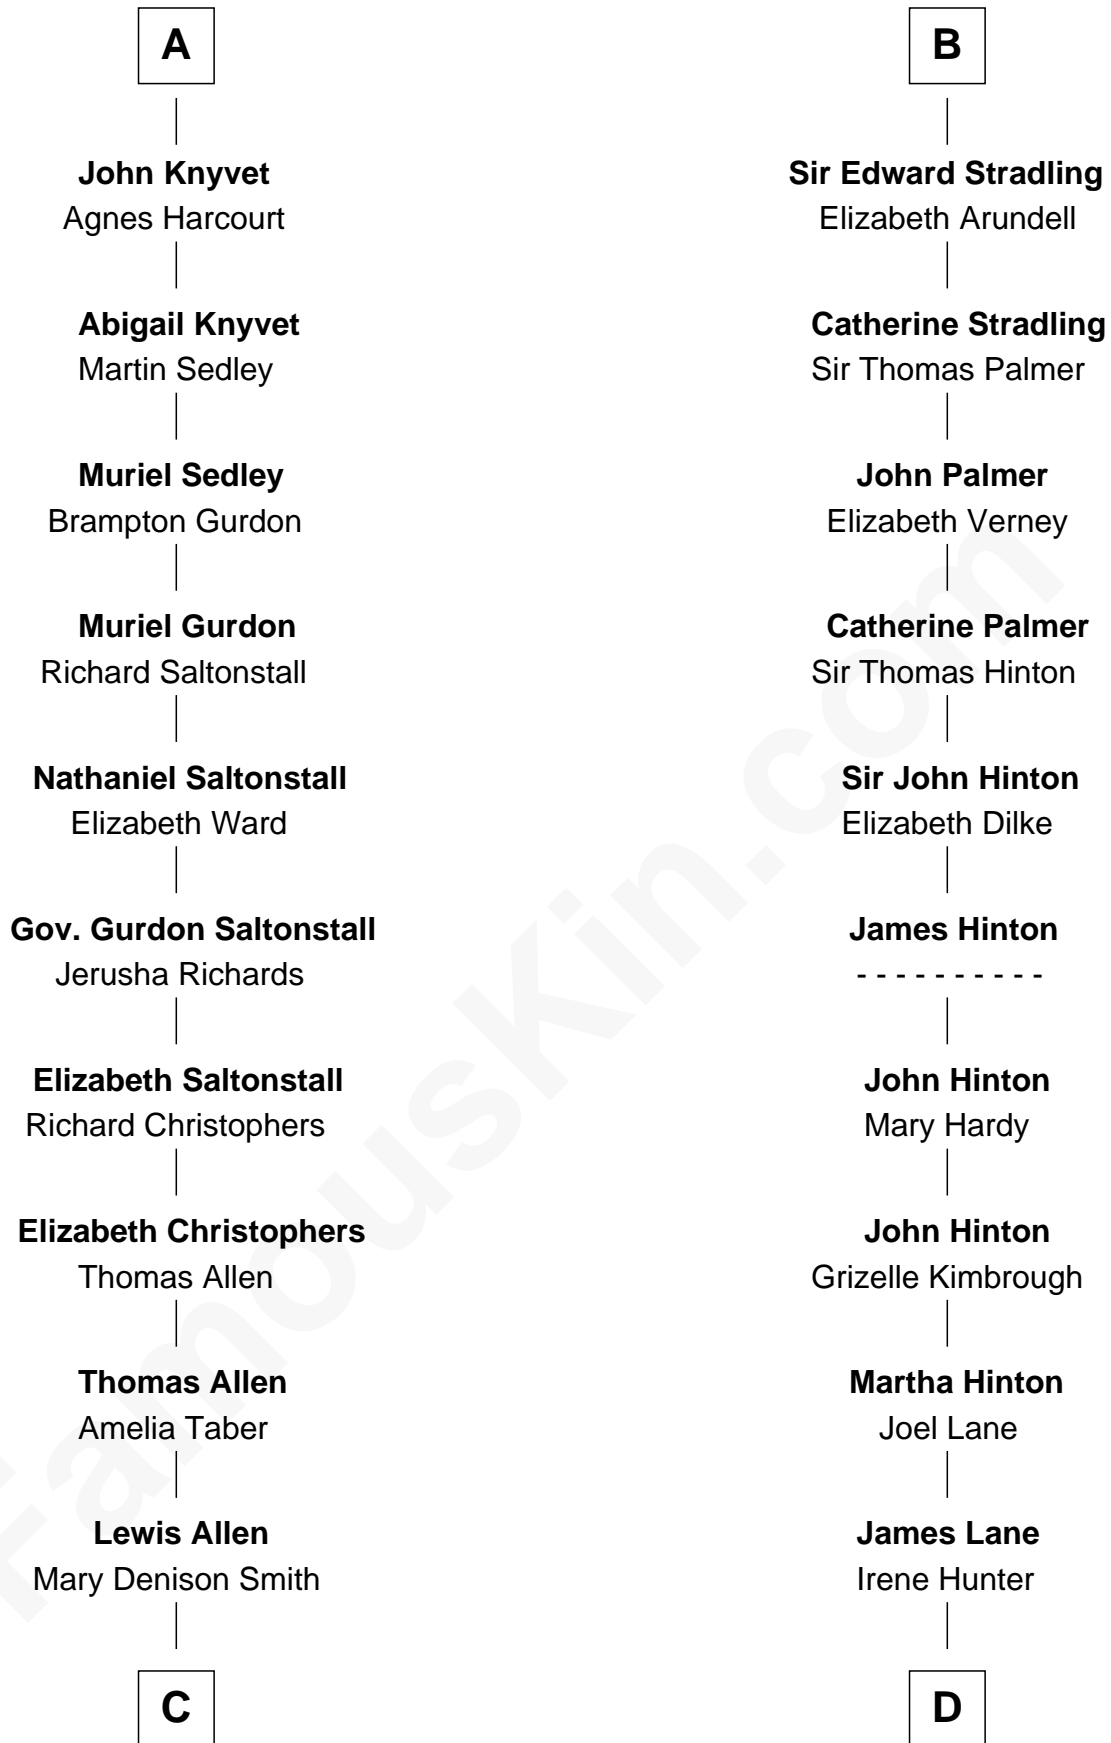 A
John Knyvet
Agnes Harcourt
Abigail Knyvet
Martin Sedley
Muriel Sedley
Brampton Gurdon
Muriel Gurdon
Richard Saltonstall
Nathaniel Saltonstall
Elizabeth Ward
Gov. Gurdon Saltonstall
Jerusha Richards
Elizabeth Saltonstall
Richard Christophers
Elizabeth Christophers
Thomas Allen
Thomas Allen
Amelia Taber
Lewis Allen
Mary Denison Smith
C
B
Sir Edward Stradling
Elizabeth Arundell
Catherine Stradling
Sir Thomas Palmer
John Palmer
Elizabeth Verney
Catherine Palmer
Sir Thomas Hinton
Sir John Hinton
Elizabeth Dilke
James Hinton
- - - - - - - - - -
John Hinton
Mary Hardy
John Hinton
Grizelle Kimbrough
Martha Hinton
Joel Lane
James Lane
Irene Hunter
D
FamousKin.com